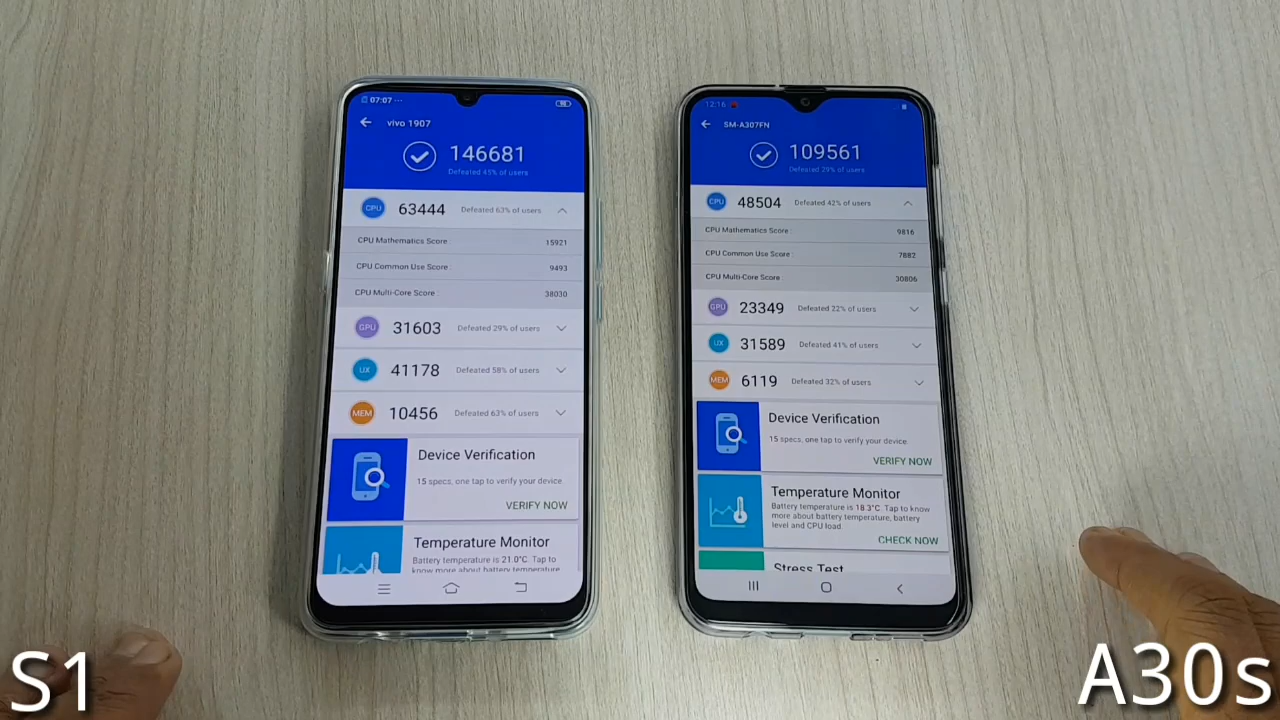 07:07 ...
vivo 1907
146681
Defeated 45% of users
CPU 63444 Defeated 63% of users
CPU Mathematics Score : 15921
CPU Common Use Score : 9493
CPU Multi-Core Score : 38030
GPU 31603 Defeated 29% of users
UX 41178 Defeated 58% of users
MEM 10456 Defeated 63% of users
Device Verification
15 specs, one tap to verify your device.
VERIFY NOW
Temperature Monitor
Battery temperature is 21.0°C. Tap to
know more about battery temperature,
12:16
SM-A307FN
109561
Defeated 29% of users
CPU 48504 Defeated 42% of users
CPU Mathematics Score : 9816
CPU Common Use Score : 7882
CPU Multi-Core Score : 30806
GPU 23349 Defeated 22% of users
UX 31589 Defeated 41% of users
MEM 6119 Defeated 32% of users
Device Verification
15 specs, one tap to verify your device.
VERIFY NOW
Temperature Monitor
Battery temperature is 18.3°C. Tap to know
more about battery temperature, battery
level and CPU load.
CHECK NOW
Stress Test
S1
A30s